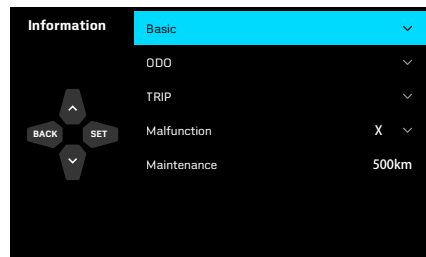 Information
Basic
ODO
TRIP
BACK SET
Malfunction X
Maintenance 500km